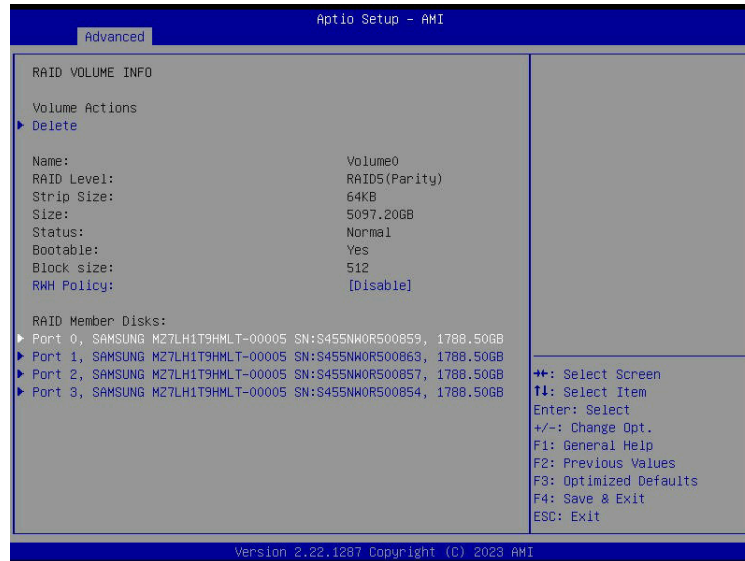 Aptio Setup – AMI
Advanced
RAID VOLUME INFO
Volume Actions
Delete
Name: Volume0
RAID Level: RAID5(Parity)
Strip Size: 64KB
Size: 5097.20GB
Status: Normal
Bootable: Yes
Block size: 512
RWH Policy: [Disable]
RAID Member Disks:
Port 0, SAMSUNG MZ7LH1T9HMLT-00005 SN:S455NW0R500859, 1788.50GB
Port 1, SAMSUNG MZ7LH1T9HMLT-00005 SN:S455NW0R500863, 1788.50GB
Port 2, SAMSUNG MZ7LH1T9HMLT-00005 SN:S455NW0R500857, 1788.50GB
Port 3, SAMSUNG MZ7LH1T9HMLT-00005 SN:S455NW0R500854, 1788.50GB
→←: Select Screen
↑↓: Select Item
Enter: Select
+/-: Change Opt.
F1: General Help
F2: Previous Values
F3: Optimized Defaults
F4: Save & Exit
ESC: Exit
Version 2.22.1287 Copyright (C) 2023 AMI